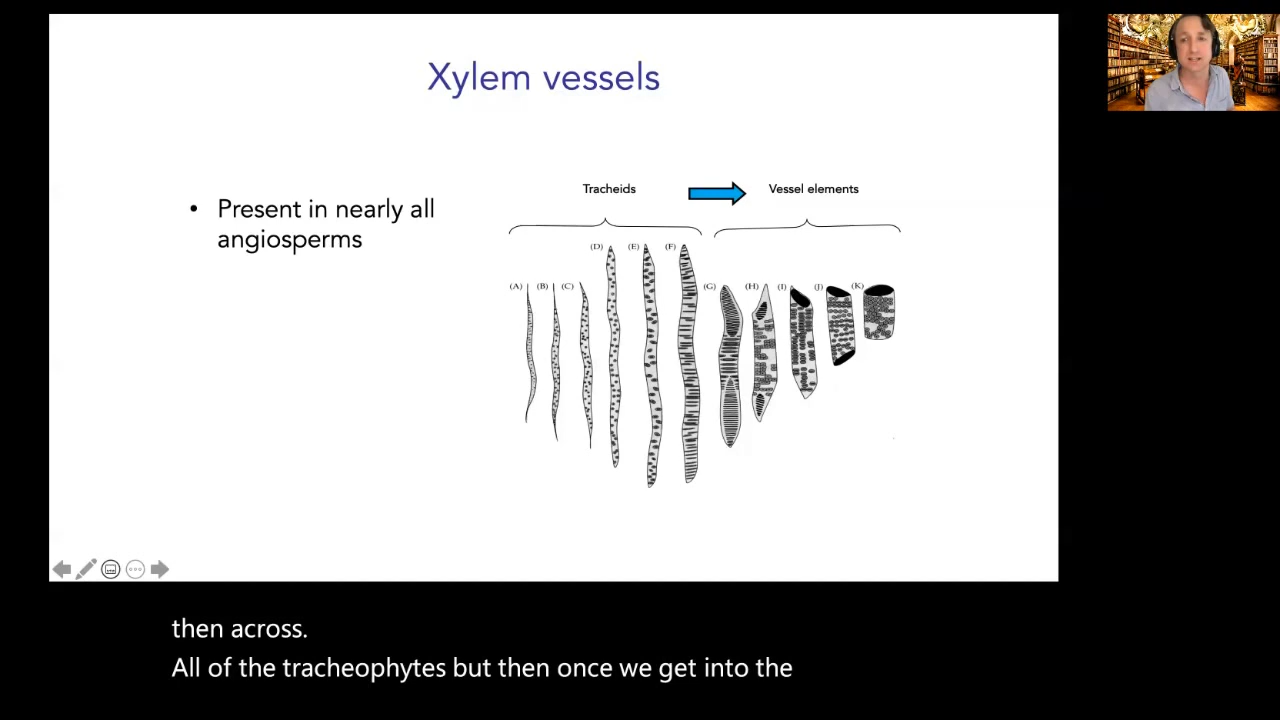 Xylem vessels
• Present in nearly all
angiosperms
Tracheids
Vessel elements
(A) (B) (C) (D) (E) (F) (G) (H) (I) (J) (K)
then across.
All of the tracheophytes but then once we get into the